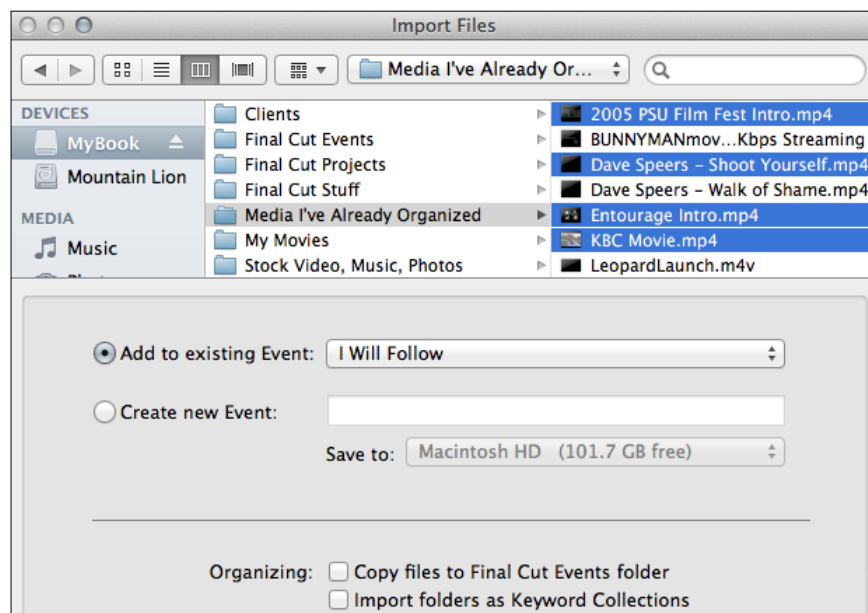 Import Files
Media I've Already Or...
DEVICES
MyBook
Mountain Lion
MEDIA
Music
Clients
Final Cut Events
Final Cut Projects
Final Cut Stuff
Media I've Already Organized
My Movies
Stock Video, Music, Photos
2005 PSU Film Fest Intro.mp4
BUNNYMANmov...Kbps Streaming
Dave Speers – Shoot Yourself.mp4
Dave Speers – Walk of Shame.mp4
Entourage Intro.mp4
KBC Movie.mp4
LeopardLaunch.m4v
Add to existing Event: I Will Follow
Create new Event:
Save to: Macintosh HD (101.7 GB free)
Organizing: Copy files to Final Cut Events folder
Import folders as Keyword Collections